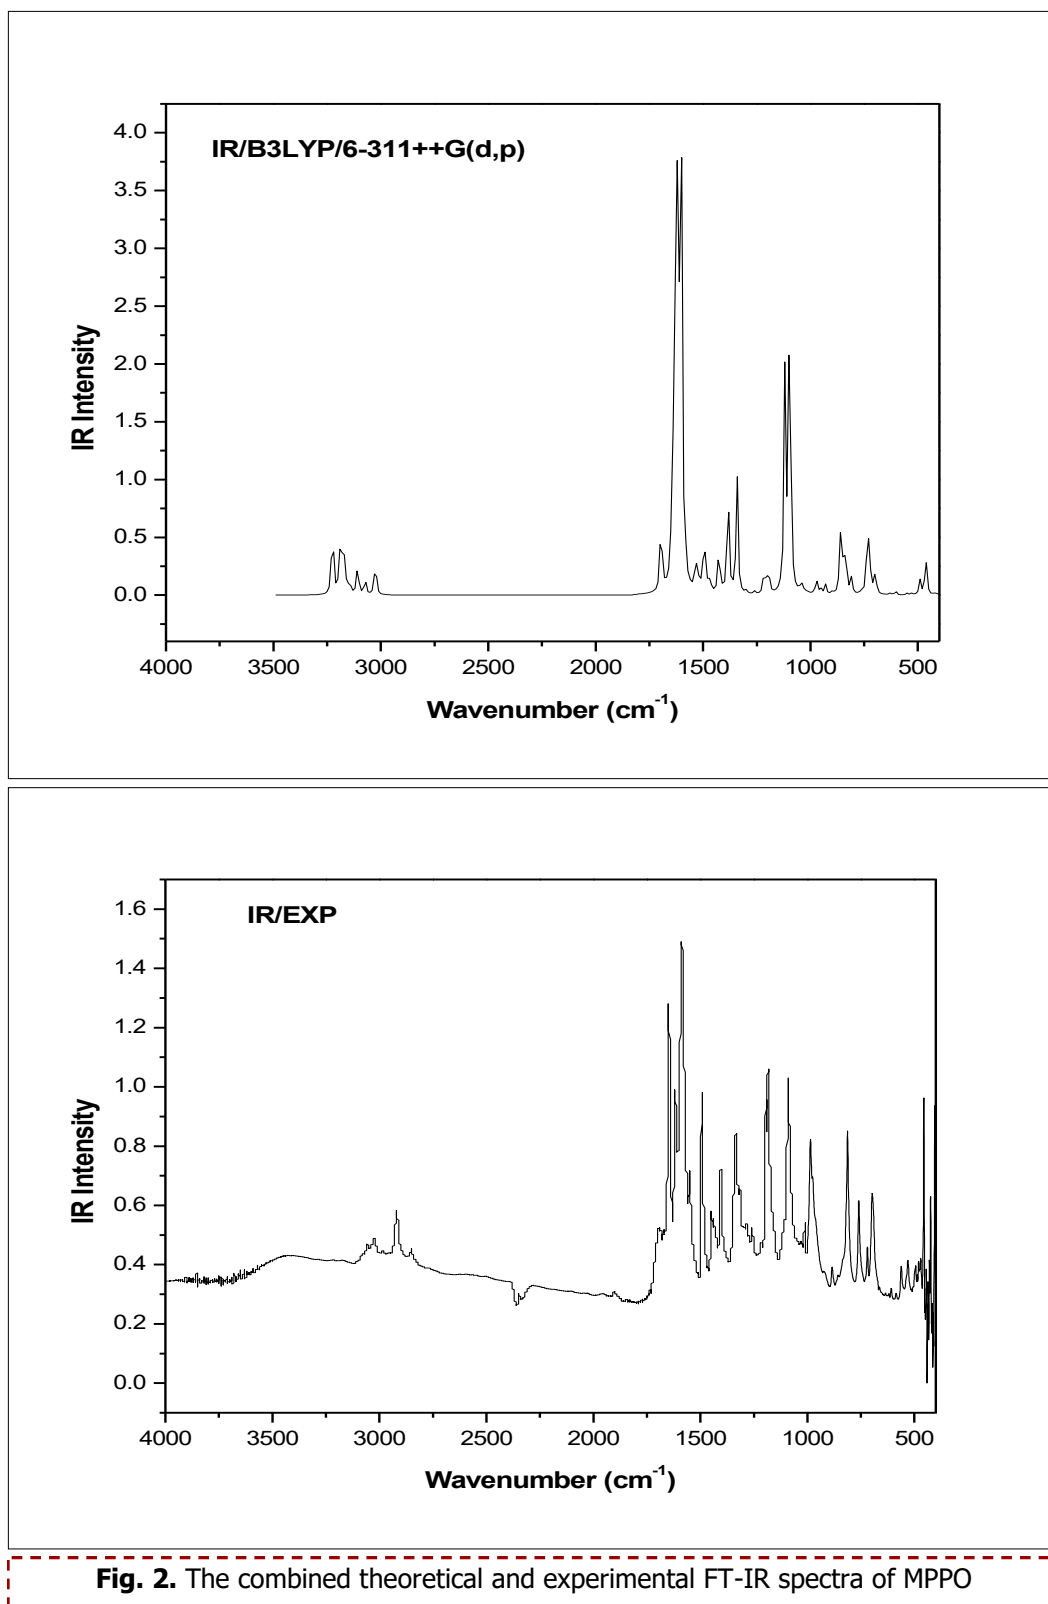 IR/B3LYP/6-311++G(d,p)
IR Intensity
4.0
3.5
3.0
2.5
2.0
1.5
1.0
0.5
0.0
4000 3500 3000 2500 2000 1500 1000 500
Wavenumber (cm⁻¹)
IR/EXP
IR Intensity
1.6
1.4
1.2
1.0
0.8
0.6
0.4
0.2
0.0
4000 3500 3000 2500 2000 1500 1000 500
Wavenumber (cm⁻¹)
Fig. 2. The combined theoretical and experimental FT-IR spectra of MPPO